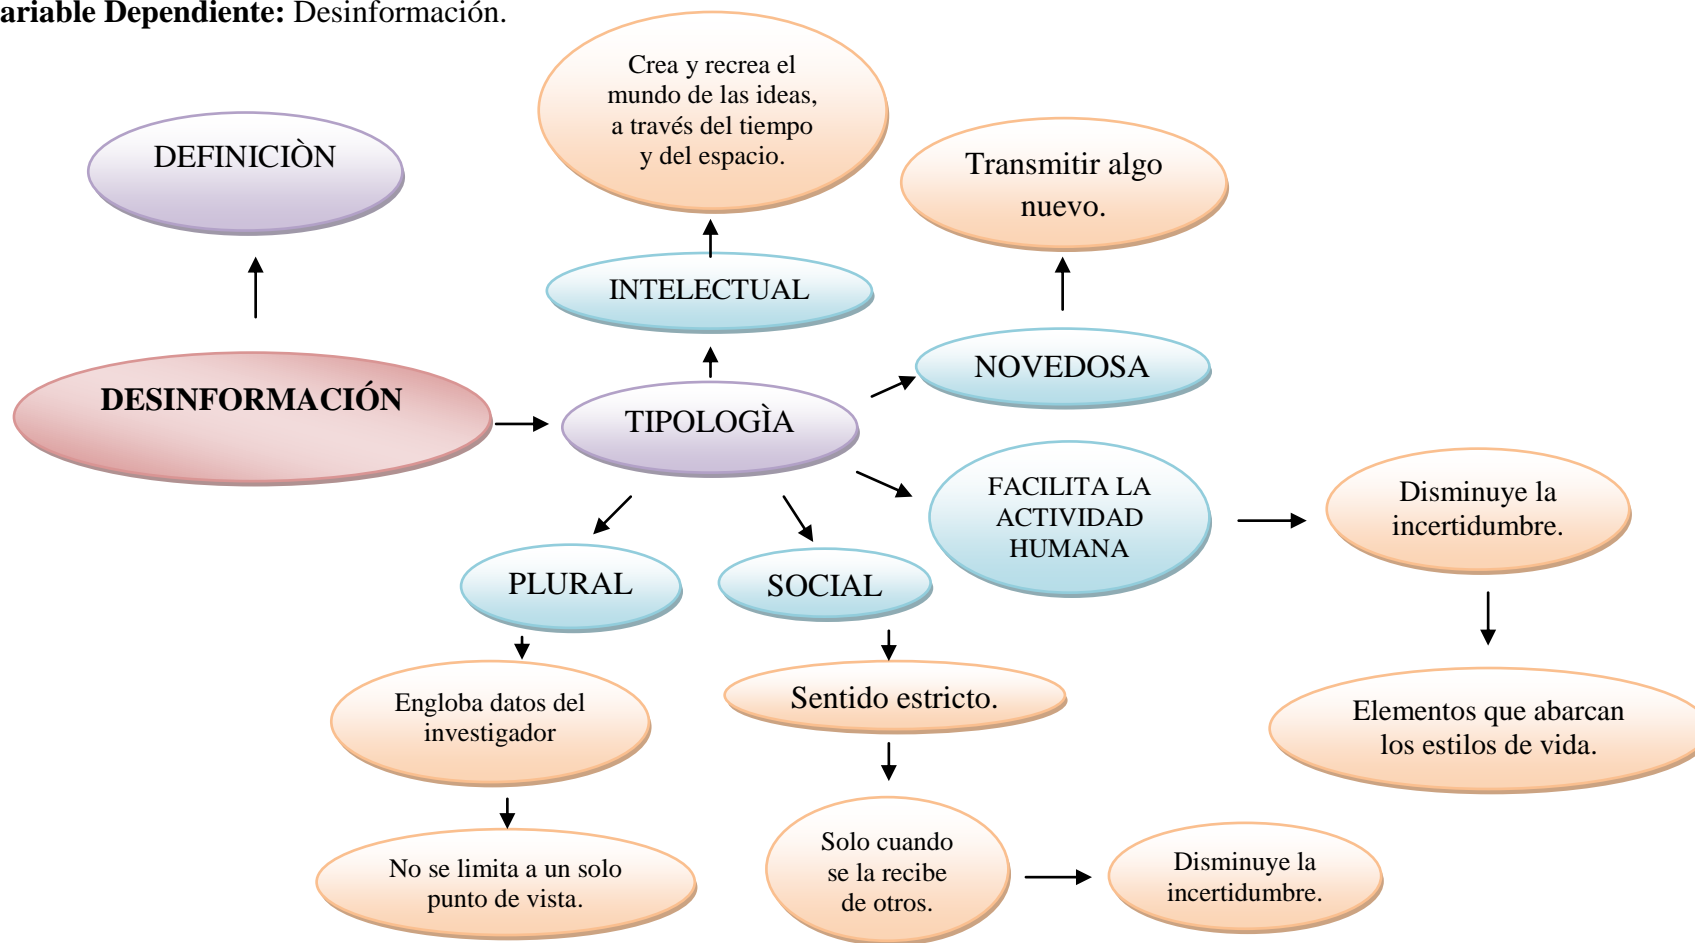 ariable Dependiente: Desinformación.
Crea y recrea el
mundo de las ideas,
a través del tiempo
y del espacio.
DEFINICIÒN
Transmitir algo
nuevo.
INTELECTUAL
NOVEDOSA
DESINFORMACIÓN
TIPOLOGÌA
FACILITA LA
ACTIVIDAD
HUMANA
Disminuye la
incertidumbre.
PLURAL
SOCIAL
Engloba datos del
investigador
Sentido estricto.
Elementos que abarcan
los estilos de vida.
No se limita a un solo
punto de vista.
Solo cuando
se la recibe
de otros.
Disminuye la
incertidumbre.